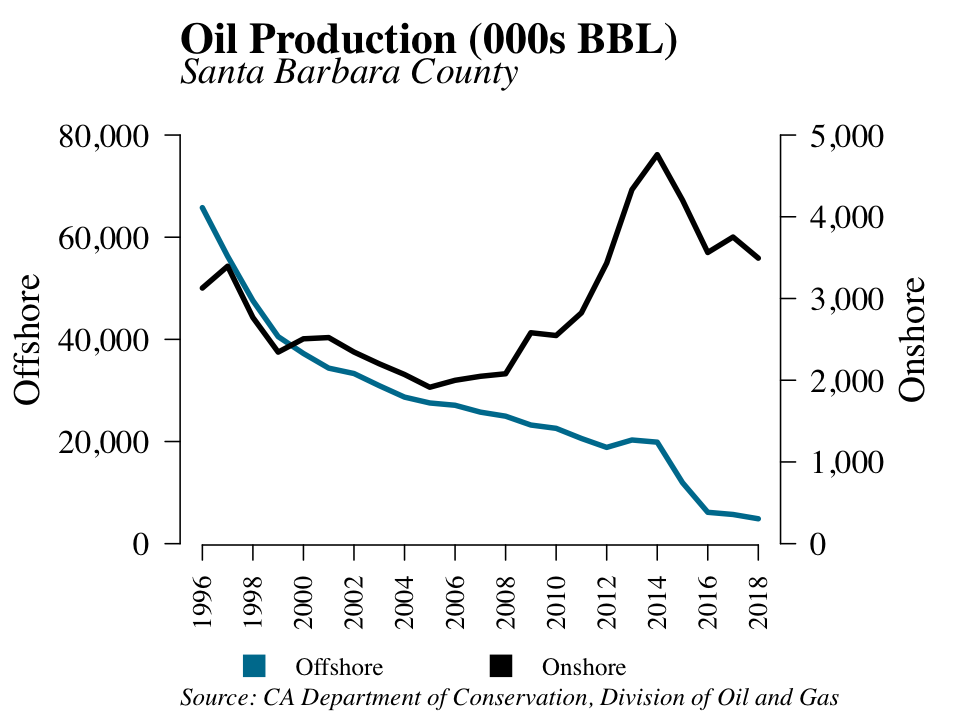 Oil Production (000s BBL)
Santa Barbara County
Offshore
80,000
60,000
40,000
20,000
0
5,000
4,000
3,000
2,000
1,000
0
Onshore
1996 1998 2000 2002 2004 2006 2008 2010 2012 2014 2016 2018
Offshore Onshore
Source: CA Department of Conservation, Division of Oil and Gas